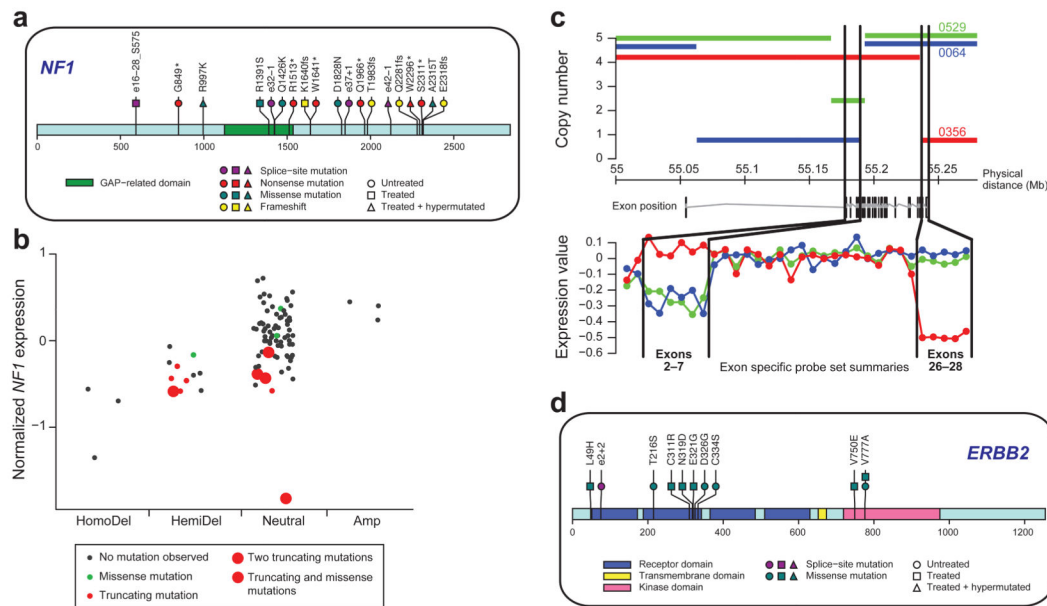 a
NF1
e16–28_S575
G849*
R997K
R1391S
e32–1
Q1426K
R1513*
K1640fs
W1641*
D1828N
e37+1
Q1966*
T1983fs
e42–1
Q2281fs
W2296*
S2311*
A2315T
E2318fs
0 500 1000 1500 2000 2500
GAP–related domain
Splice–site mutation
Nonsense mutation
Missense mutation
Frameshift
Untreated
Treated
Treated + hypermutated
b
Normalized NF1 expression
1
0
−1
HomoDel HemiDel Neutral Amp
No mutation observed
Missense mutation
Truncating mutation
Two truncating mutations
Truncating and missense
mutations
c
Copy number
5
4
3
2
1
0
0529
0064
0356
55 55.05 55.1 55.15 55.2 55.25
Physical
distance (Mb)
Exon position
Expression value
0.1
0.0
−0.1
−0.2
−0.3
−0.4
−0.5
−0.6
Exons
2–7
Exon specific probe set summaries
Exons
26–28
d
ERBB2
L49H
e2+2
T216S
C311R
N319D
E321G
D326G
C334S
V750E
V777A
0 200 400 600 800 1000 1200
Receptor domain
Transmembrane domain
Kinase domain
Splice–site mutation
Missense mutation
Untreated
Treated
Treated + hypermutated